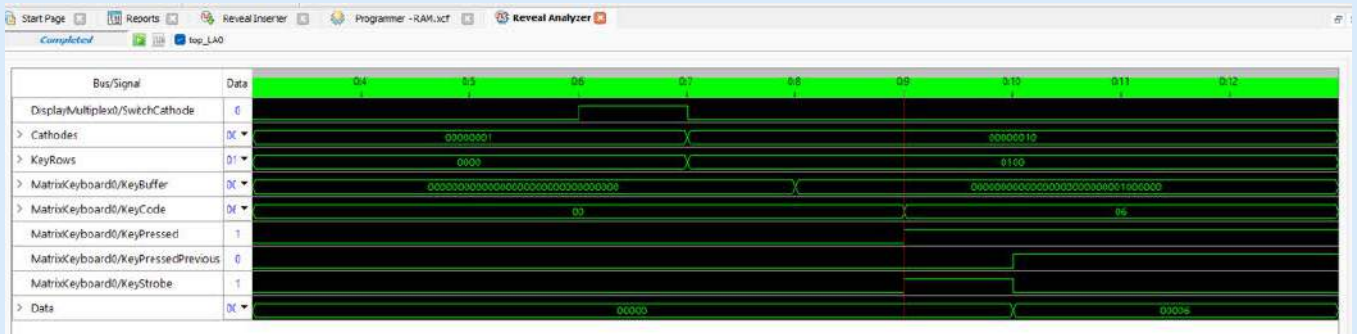 Start Page Reports Reveal Inserter Programmer - RAM.xcf Reveal Analyzer
Completed top_LA0
Bus/Signal Data 0:4 0:5 0:6 0:7 0:8 0:9 0:10 0:11 0:12
DisplayMultiplex0/SwitchCathode 0
Cathodes 00000001 00000010
KeyRows 01 0000 0100
MatrixKeyboard0/KeyBuffer 00000000000000000000000001000000
MatrixKeyboard0/KeyCode 00 06
MatrixKeyboard0/KeyPressed 1
MatrixKeyboard0/KeyPressedPrevious 0
MatrixKeyboard0/KeyStrobe 1
Data 00000 00006